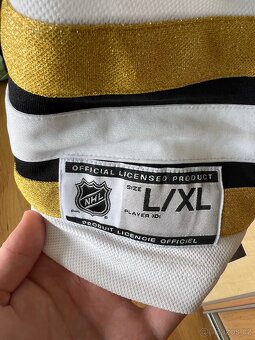 OFFICIAL LICENSED PRODUCT
NHL
SIZE L/XL
PLAYER ID:
PRODUIT LICENCIÉ OFFICIEL